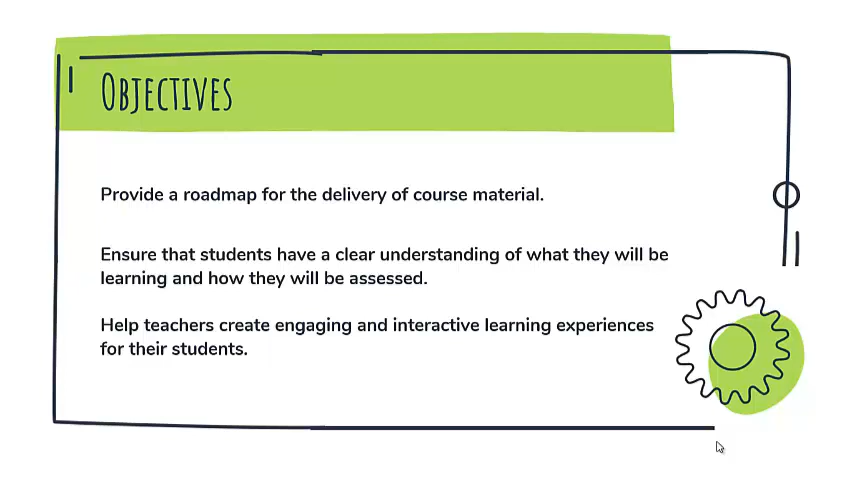 Objectives
Provide a roadmap for the delivery of course material.
Ensure that students have a clear understanding of what they will be
learning and how they will be assessed.
Help teachers create engaging and interactive learning experiences
for their students.